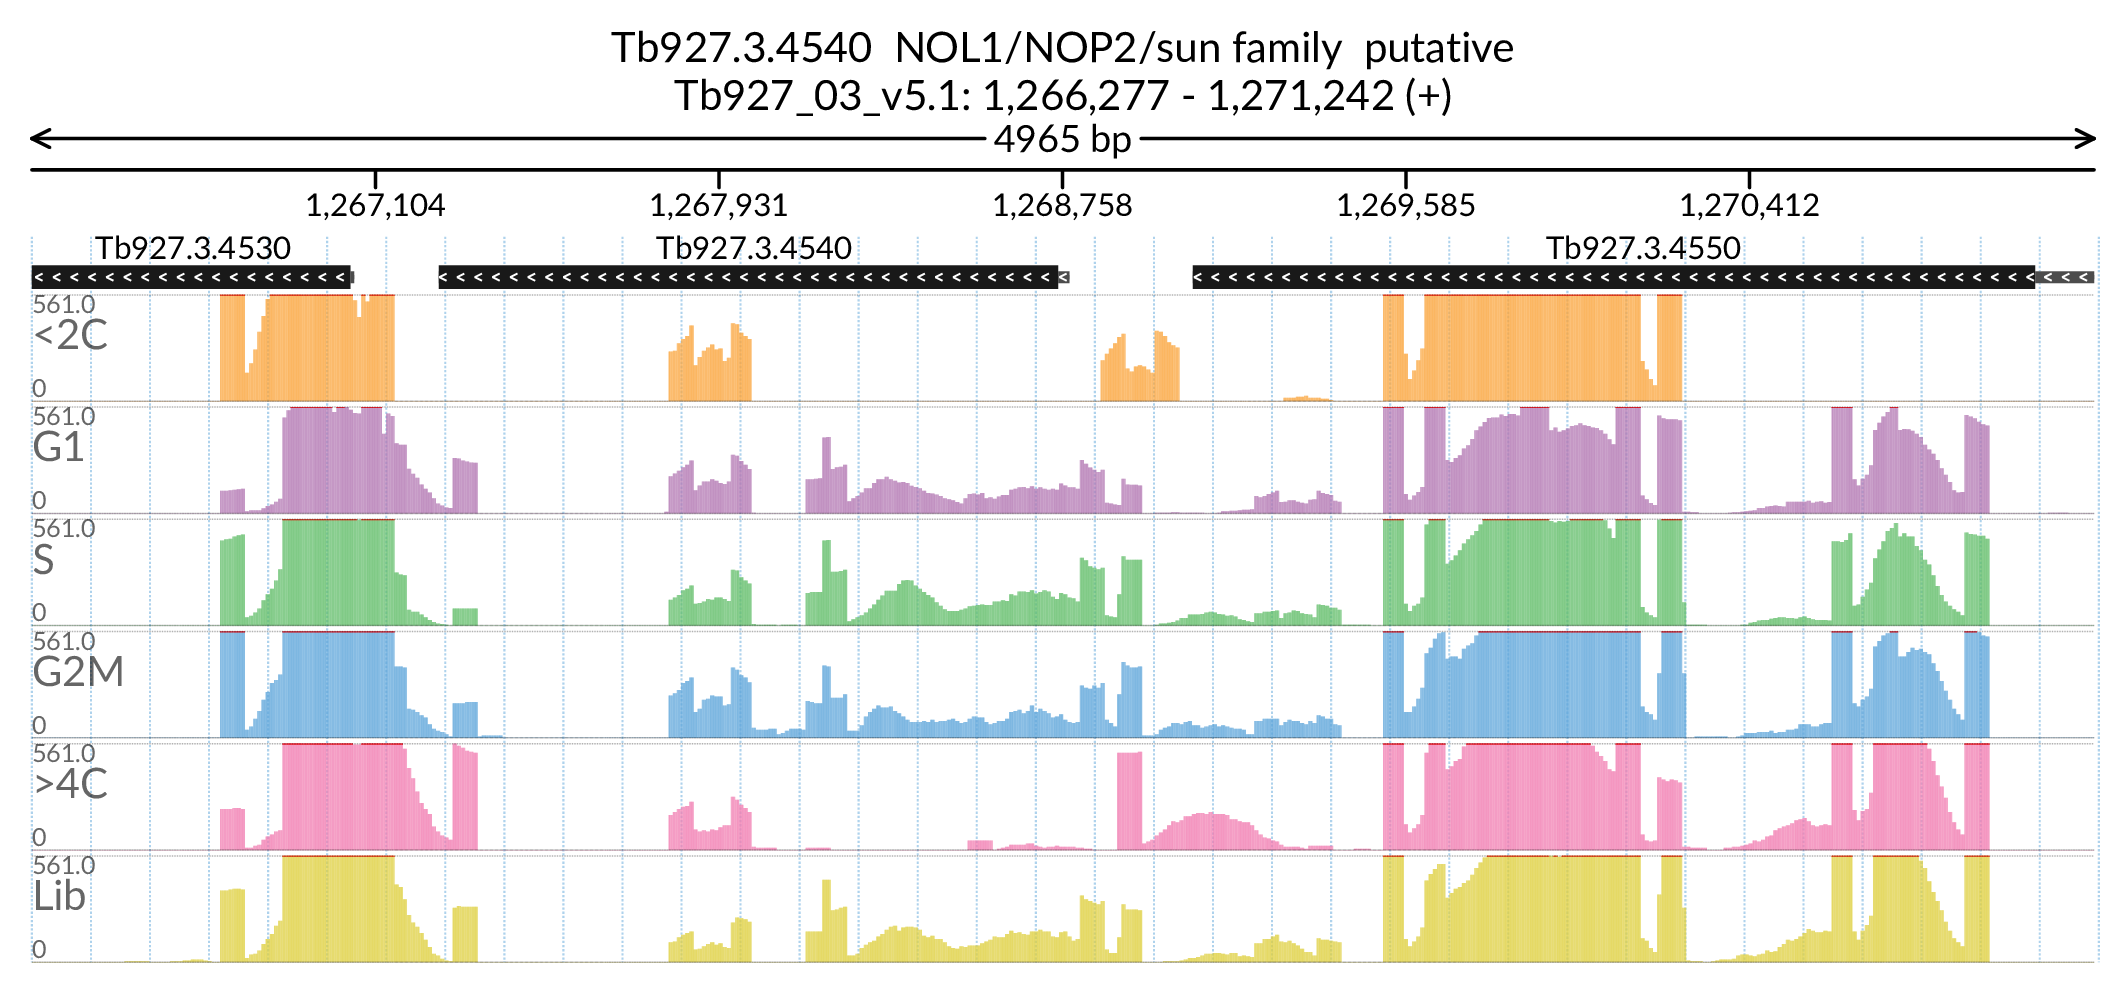 Tb927.3.4540 NOL1/NOP2/sun family putative
Tb927_03_v5.1: 1,266,277 - 1,271,242 (+)
4965 bp
1,267,104 1,267,931 1,268,758 1,269,585 1,270,412
Tb927.3.4530 Tb927.3.4540 Tb927.3.4550
561.0
<2C
0
561.0
G1
0
561.0
S
0
561.0
G2M
0
561.0
>4C
0
561.0
Lib
0